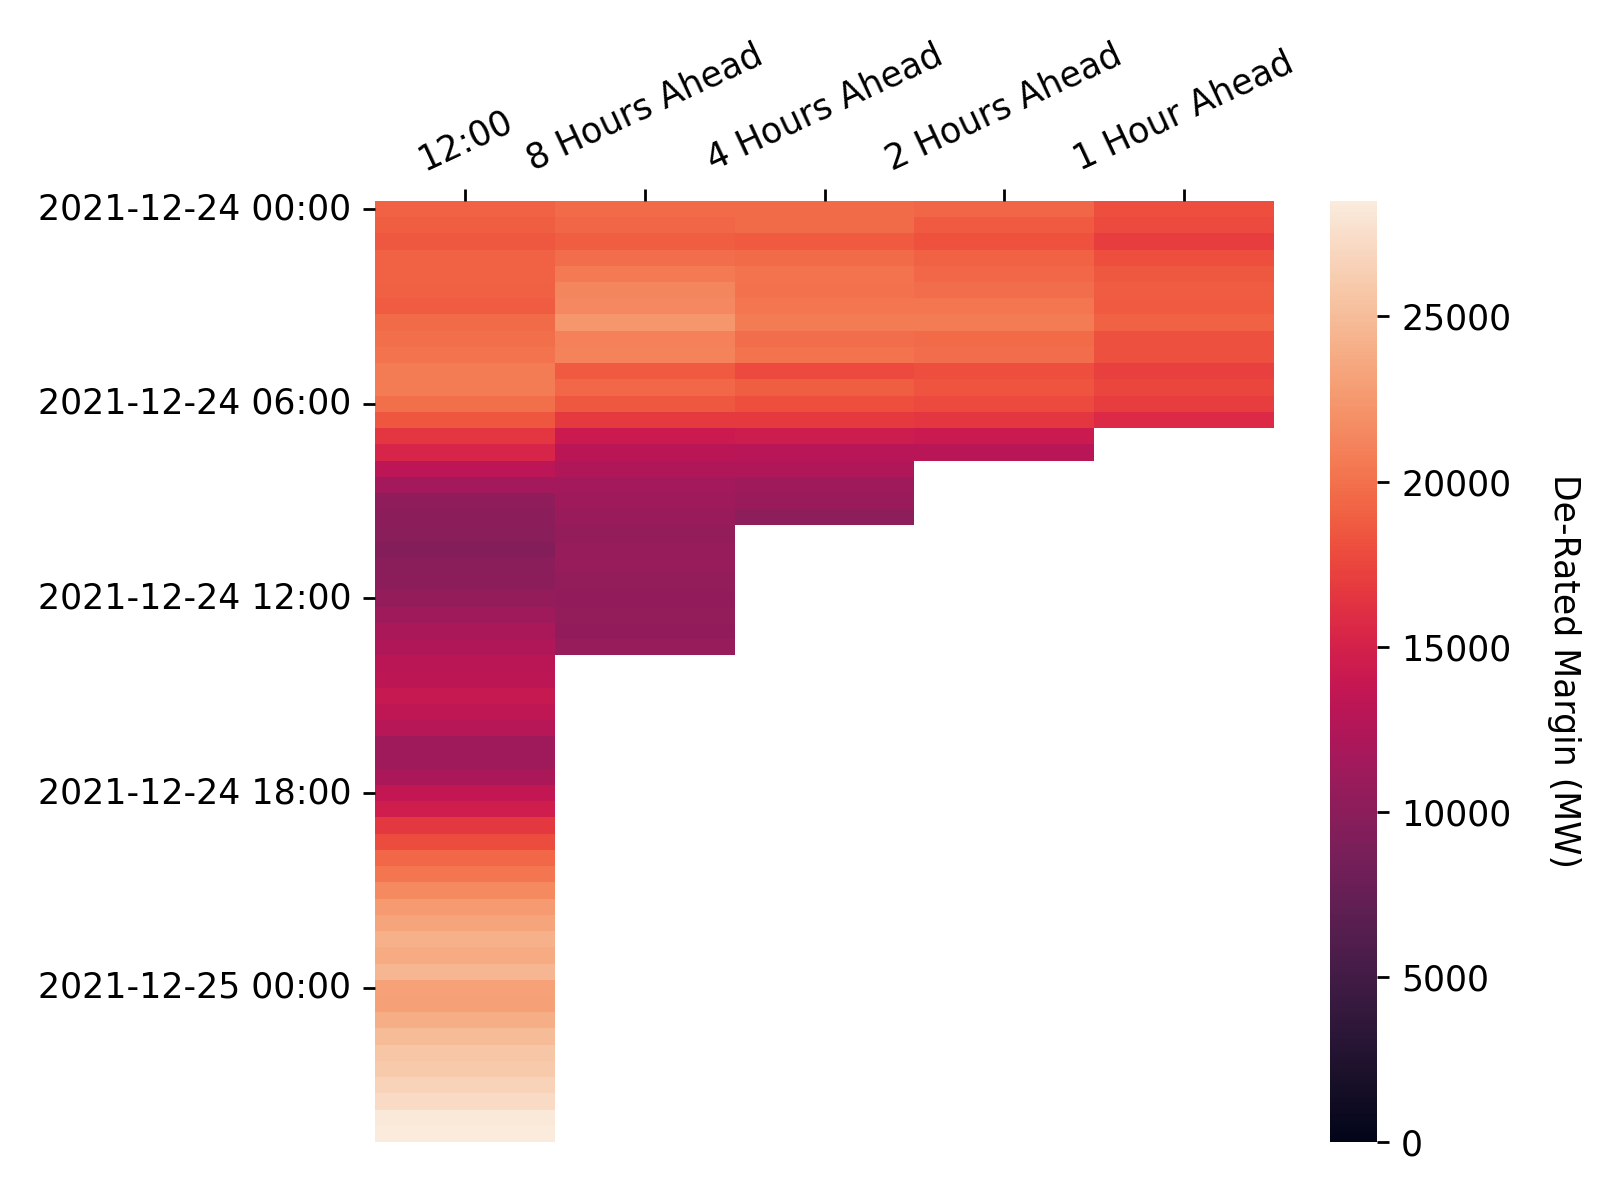 12:00
8 Hours Ahead
4 Hours Ahead
2 Hours Ahead
1 Hour Ahead
2021-12-24 00:00
2021-12-24 06:00
2021-12-24 12:00
2021-12-24 18:00
2021-12-25 00:00
25000
20000
15000
10000
5000
0
De-Rated Margin (MW)